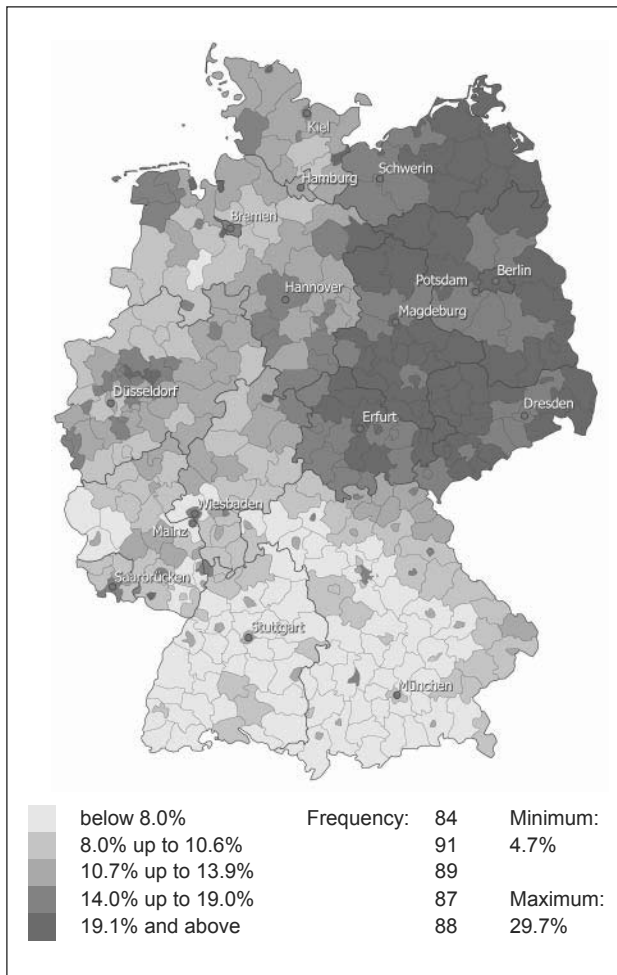 Kiel
Schwerin
Hamburg
Bremen
Berlin
Potsdam
Hannover
Magdeburg
Düsseldorf
Dresden
Erfurt
Wiesbaden
Mainz
Saarbrücken
Stuttgart
München
below 8.0% Frequency: 84 Minimum:
8.0% up to 10.6% 91 4.7%
10.7% up to 13.9% 89
14.0% up to 19.0% 87 Maximum:
19.1% and above 88 29.7%